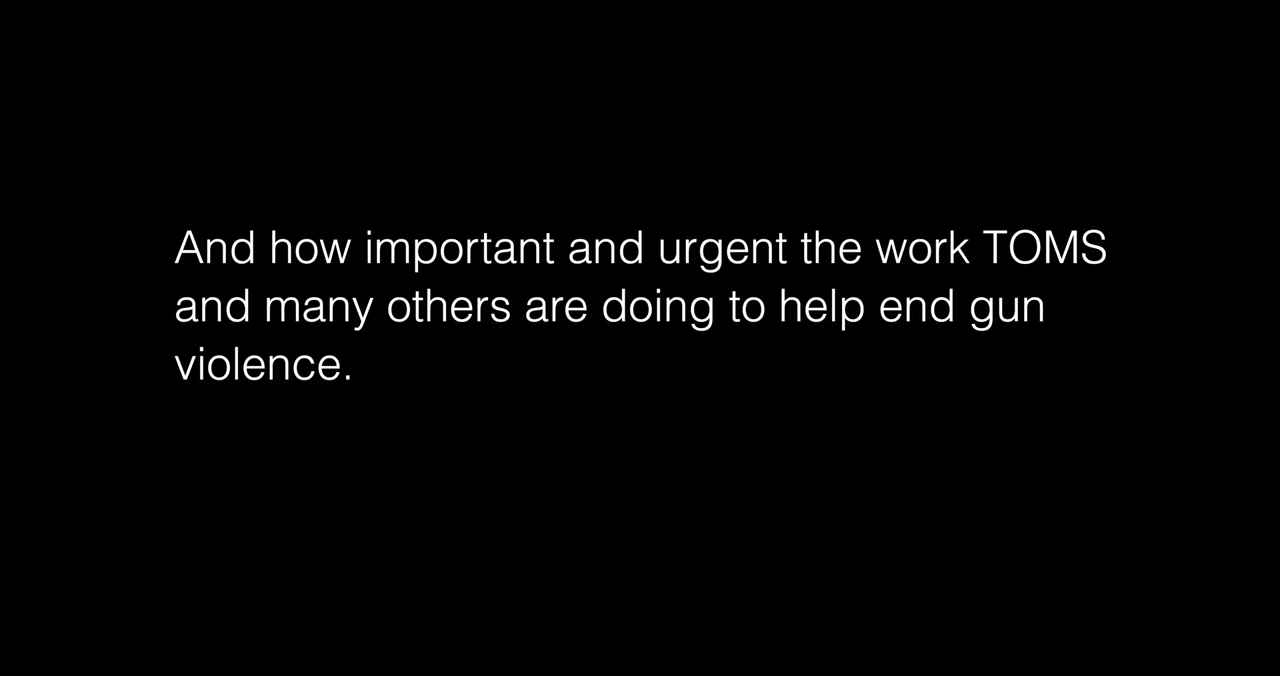 And how important and urgent the work TOMS
and many others are doing to help end gun
violence.